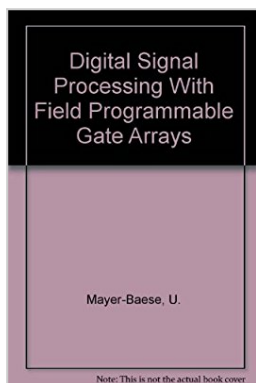 Digital Signal
Processing With
Field Programmable
Gate Arrays
Mayer-Baese, U.
Note: This is not the actual book cover